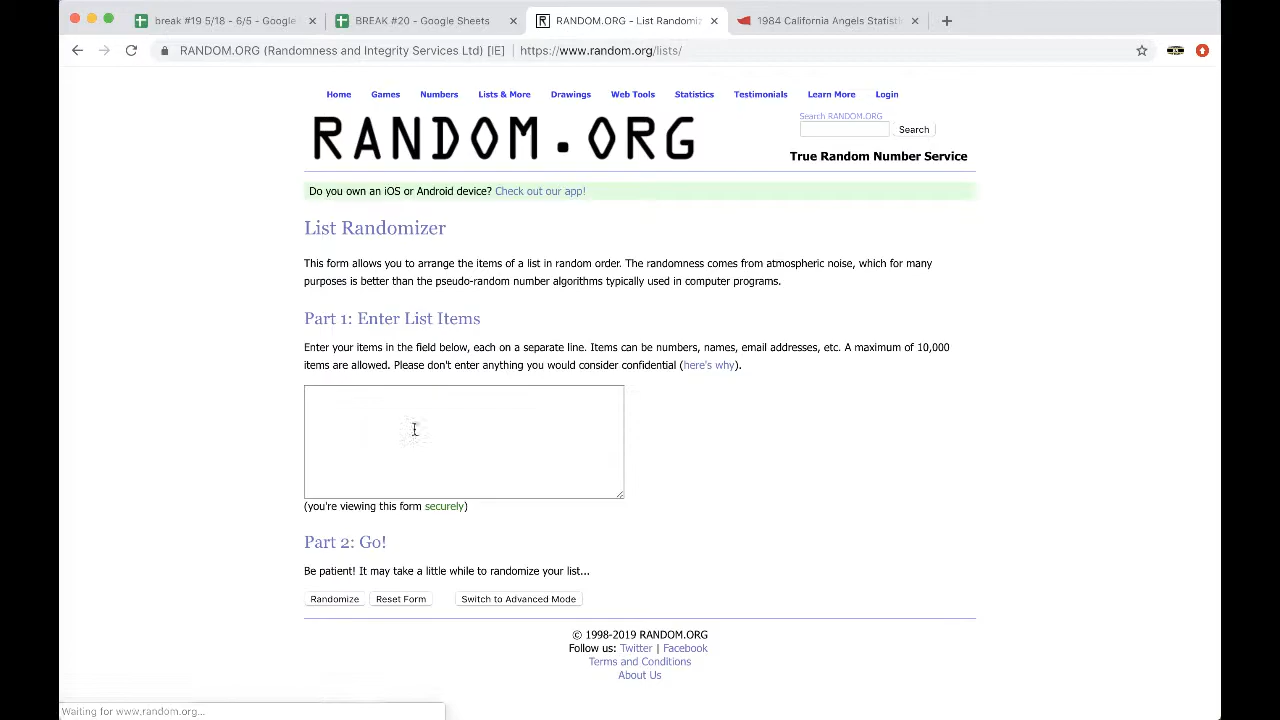 break #19 5/18 - 6/5 - Google
BREAK #20 - Google Sheets
RANDOM.ORG - List Randomiz
1984 California Angels Statisti
RANDOM.ORG (Randomness and Integrity Services Ltd) [IE] https://www.random.org/lists/
Home Games Numbers Lists & More Drawings Web Tools Statistics Testimonials Learn More Login
RANDOM.ORG
Search RANDOM.ORG
Search
True Random Number Service
Do you own an iOS or Android device? Check out our app!
List Randomizer
This form allows you to arrange the items of a list in random order. The randomness comes from atmospheric noise, which for many
purposes is better than the pseudo-random number algorithms typically used in computer programs.
Part 1: Enter List Items
Enter your items in the field below, each on a separate line. Items can be numbers, names, email addresses, etc. A maximum of 10,000
items are allowed. Please don't enter anything you would consider confidential (here's why).
(you're viewing this form securely)
Part 2: Go!
Be patient! It may take a little while to randomize your list...
Randomize Reset Form Switch to Advanced Mode
© 1998-2019 RANDOM.ORG
Follow us: Twitter | Facebook
Terms and Conditions
About Us
Waiting for www.random.org...